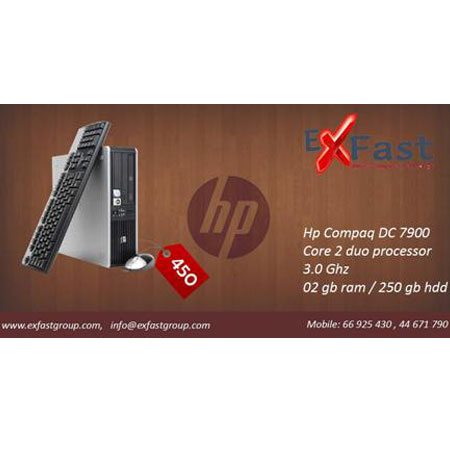 ExFast
hp
450
Hp Compaq DC 7900
Core 2 duo processor
3.0 Ghz
02 gb ram / 250 gb hdd
www.exfastgroup.com, info@exfastgroup.com
Mobile: 66 925 430 , 44 671 790